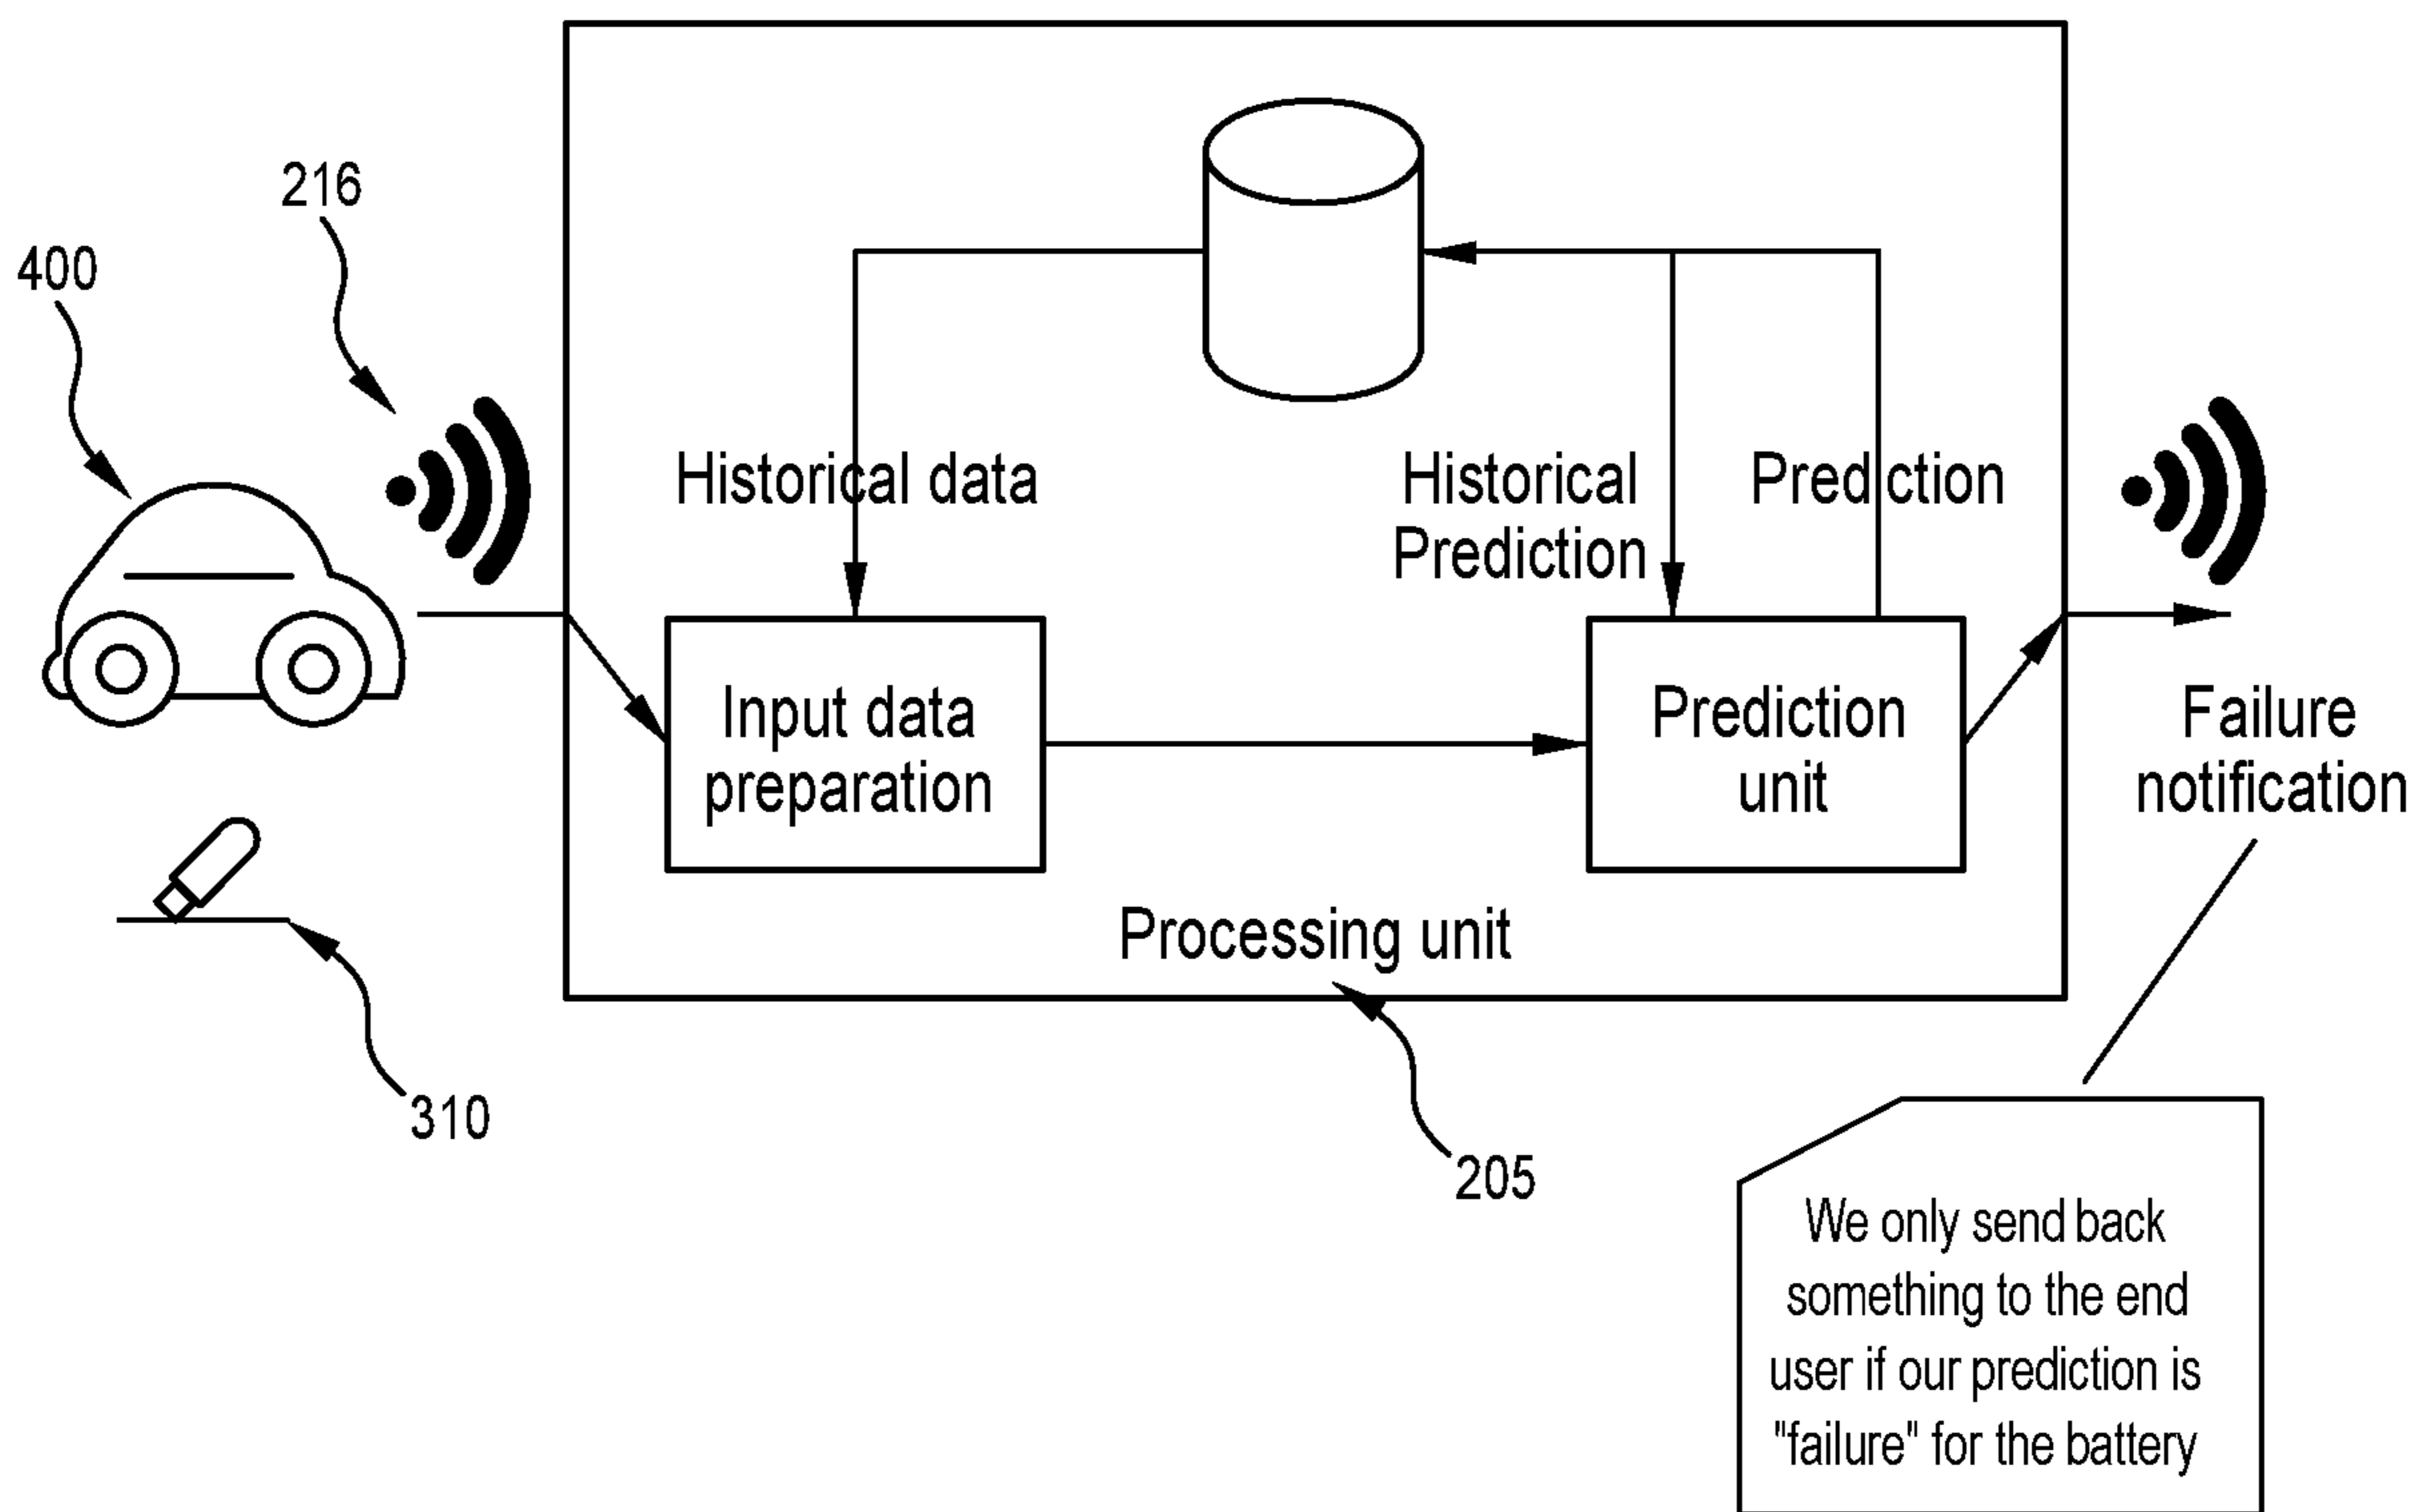 216
400
Historical data
Historical
Prediction
Prediction
Input data
preparation
Prediction
unit
Failure
notification
Processing unit
310
205
We only send back
something to the end
user if our prediction is
"failure" for the battery